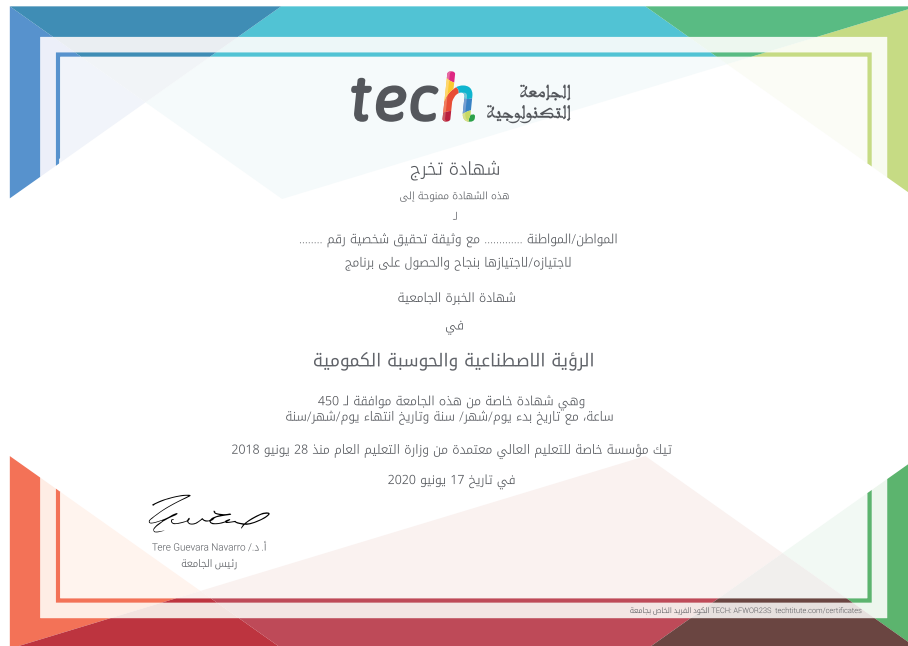 tech الجامعة
التكنولوجية
شهادة تخرج
هذه الشهادة ممنوحة إلى
لـ
المواطن/المواطنة ............ مع وثيقة تحقيق شخصية رقم ........
لاجتيازه/لاجتيازها بنجاح والحصول على برنامج
شهادة الخبرة الجامعية
في
الرؤية الاصطناعية والحوسبة الكمومية
وهي شهادة خاصة من هذه الجامعة موافقة لـ 450
ساعة، مع تاريخ بدء يوم/شهر/ سنة وتاريخ انتهاء يوم/شهر/سنة
تيك مؤسسة خاصة للتعليم العالي معتمدة من وزارة التعليم العام منذ 28 يونيو 2018
في تاريخ 17 يونيو 2020
أ. د./ Tere Guevara Navarro
رئيس الجامعة
الكود الفريد الخاص بجامعة TECH: AFWOR23S techtitute.com/certificates